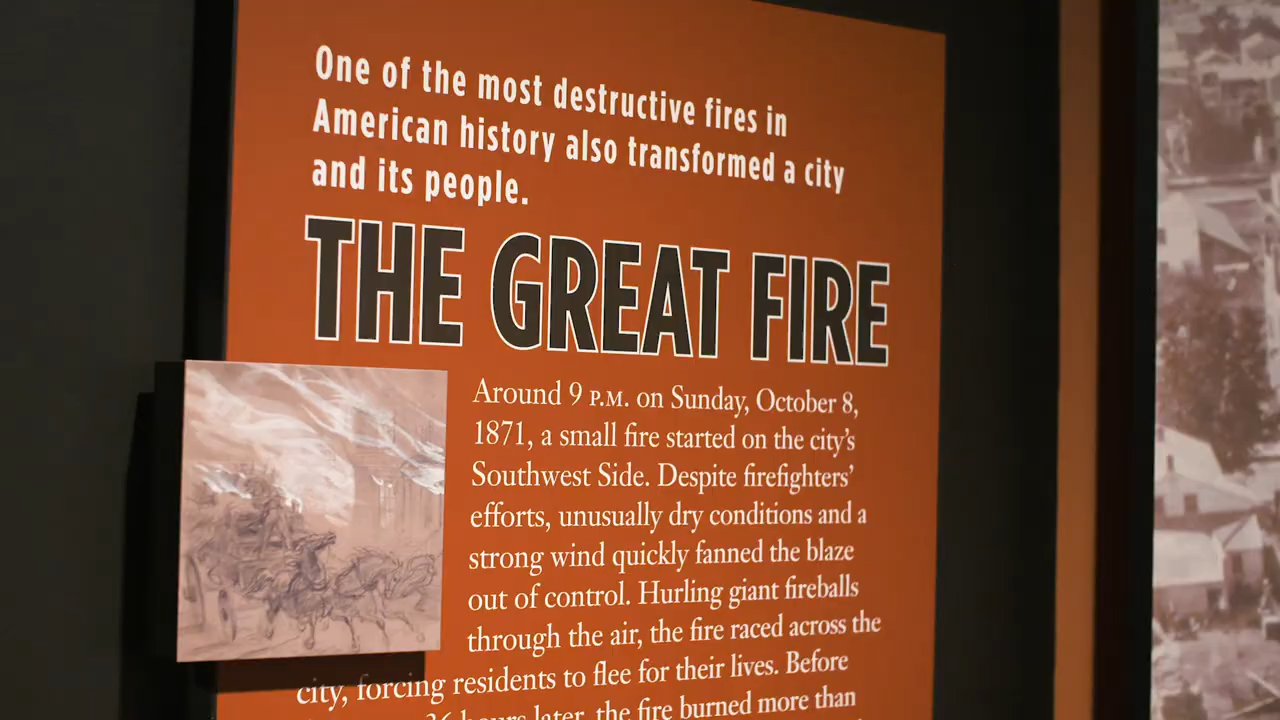 One of the most destructive fires in
American history also transformed a city
and its people.
THE GREAT FIRE
Around 9 P.M. on Sunday, October 8,
1871, a small fire started on the city's
Southwest Side. Despite firefighters'
efforts, unusually dry conditions and a
strong wind quickly fanned the blaze
out of control. Hurling giant fireballs
through the air, the fire raced across the
city, forcing residents to flee for their lives. Before
36 hours later, the fire burned more than